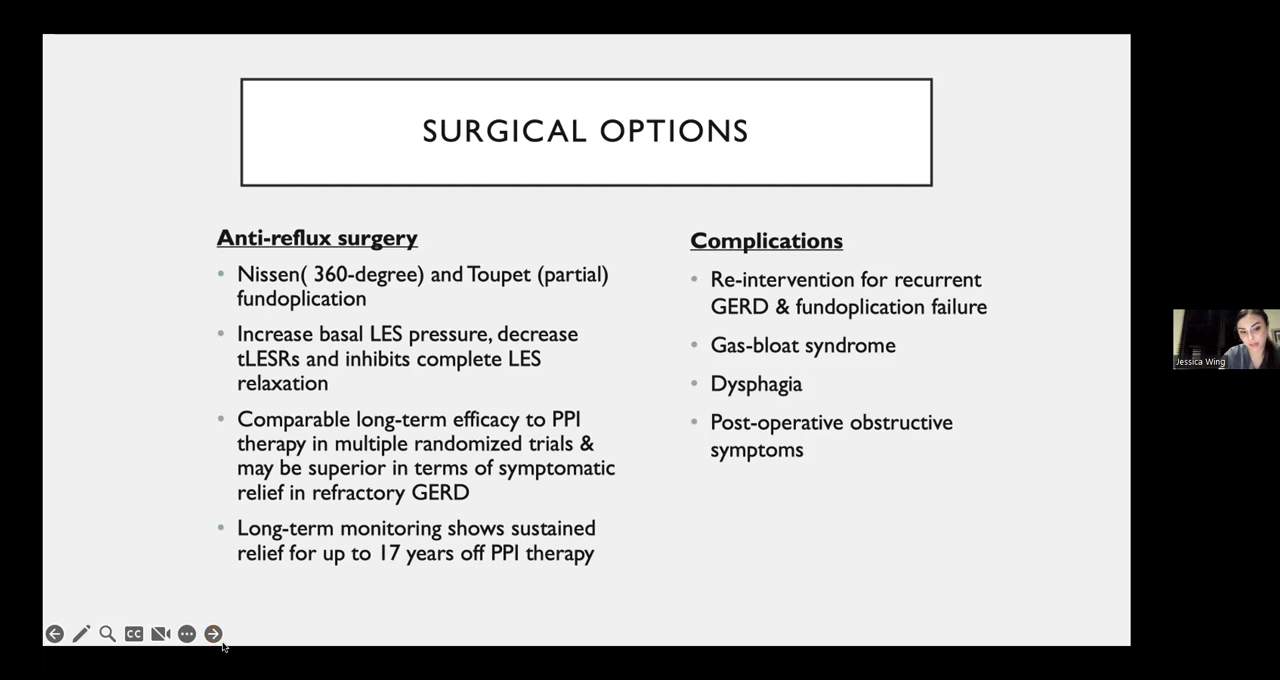 SURGICAL OPTIONS
Anti-reflux surgery
• Nissen( 360-degree) and Toupet (partial)
fundoplication
• Increase basal LES pressure, decrease
tLESRs and inhibits complete LES
relaxation
• Comparable long-term efficacy to PPI
therapy in multiple randomized trials &
may be superior in terms of symptomatic
relief in refractory GERD
• Long-term monitoring shows sustained
relief for up to 17 years off PPI therapy
Complications
• Re-intervention for recurrent
GERD & fundoplication failure
• Gas-bloat syndrome
• Dysphagia
• Post-operative obstructive
symptoms
Jessica Wing
CC